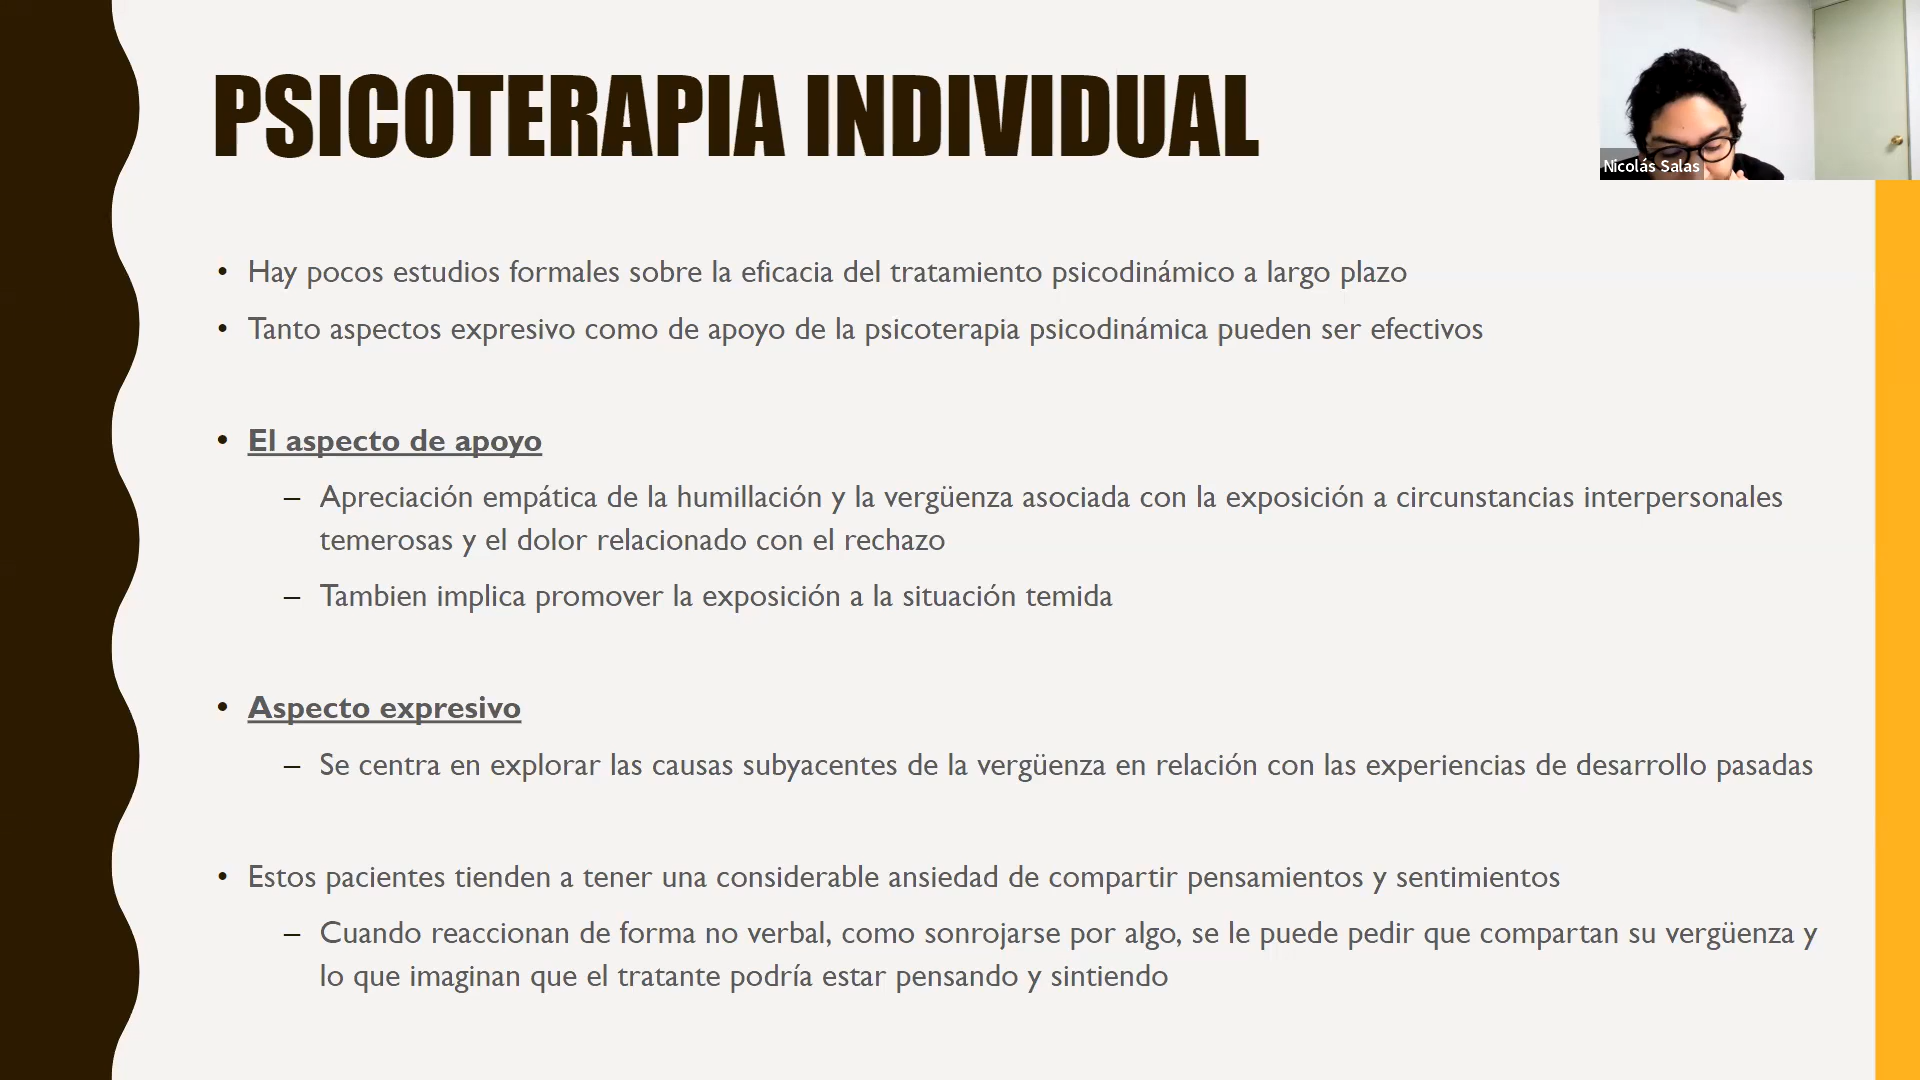 PSICOTERAPIA INDIVIDUAL
Nicolás Salas
• Hay pocos estudios formales sobre la eficacia del tratamiento psicodinámico a largo plazo
• Tanto aspectos expresivo como de apoyo de la psicoterapia psicodinámica pueden ser efectivos
• El aspecto de apoyo
– Apreciación empática de la humillación y la vergüenza asociada con la exposición a circunstancias interpersonales
temerosas y el dolor relacionado con el rechazo
– Tambien implica promover la exposición a la situación temida
• Aspecto expresivo
– Se centra en explorar las causas subyacentes de la vergüenza en relación con las experiencias de desarrollo pasadas
• Estos pacientes tienden a tener una considerable ansiedad de compartir pensamientos y sentimientos
– Cuando reaccionan de forma no verbal, como sonrojarse por algo, se le puede pedir que compartan su vergüenza y
lo que imaginan que el tratante podría estar pensando y sintiendo